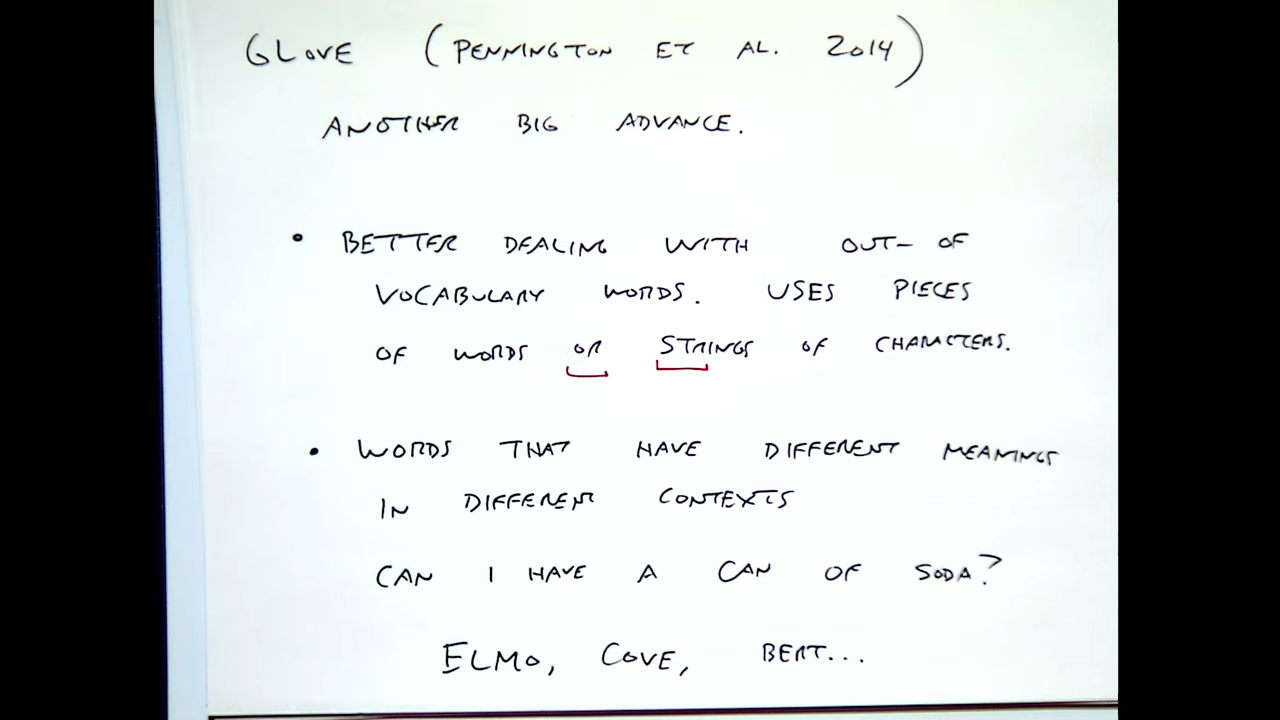 GLOVE (PENNINGTON ET AL. 2014)
ANOTHER BIG ADVANCE.
• BETTER DEALING WITH OUT-OF
VOCABULARY WORDS. USES PIECES
OF WORDS OR STRINGS OF CHARACTERS.
• WORDS THAT HAVE DIFFERENT MEANINGS
IN DIFFERENT CONTEXTS
CAN I HAVE A CAN OF SODA?
ELMO, COVE, BERT...